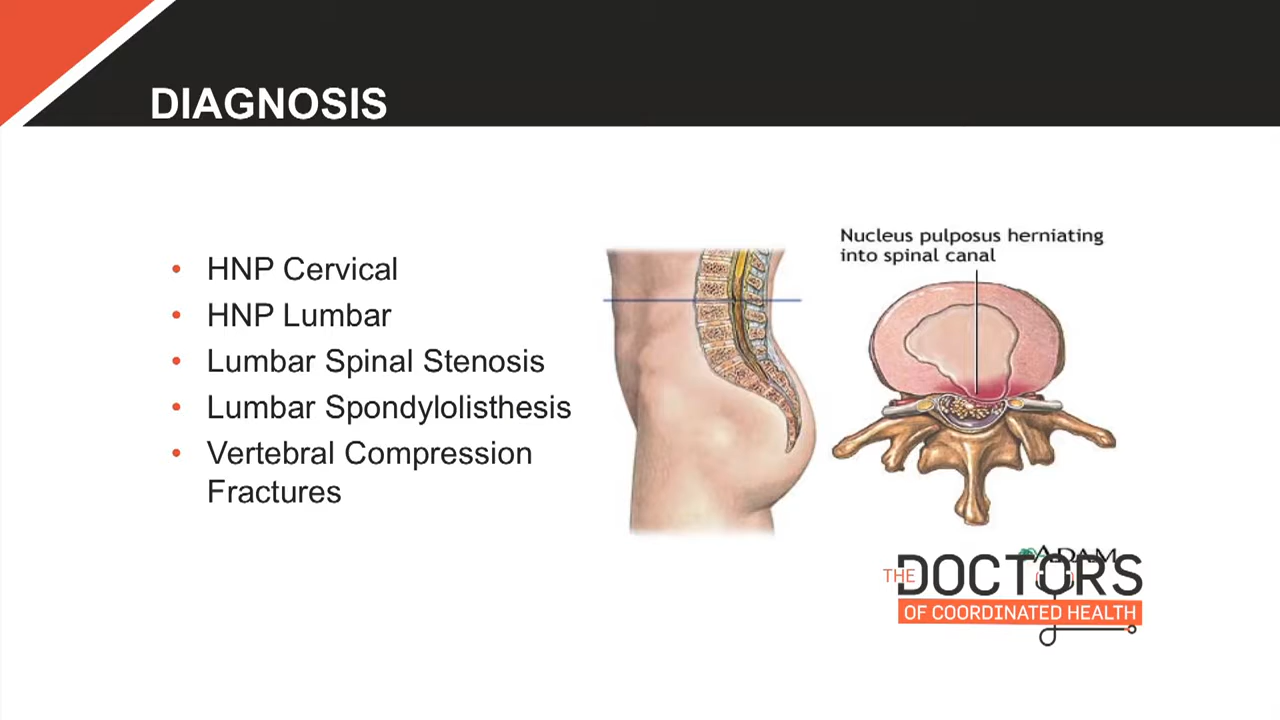 DIAGNOSIS
• HNP Cervical
• HNP Lumbar
• Lumbar Spinal Stenosis
• Lumbar Spondylolisthesis
• Vertebral Compression
Fractures
Nucleus pulposus herniating
into spinal canal
ADAM
THE DOCTORS
OF COORDINATED HEALTH